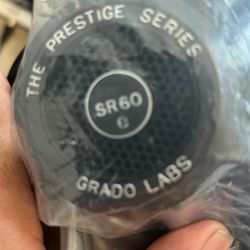 THE PRESTIGE SERIES
SR60
e
GRADO LABS